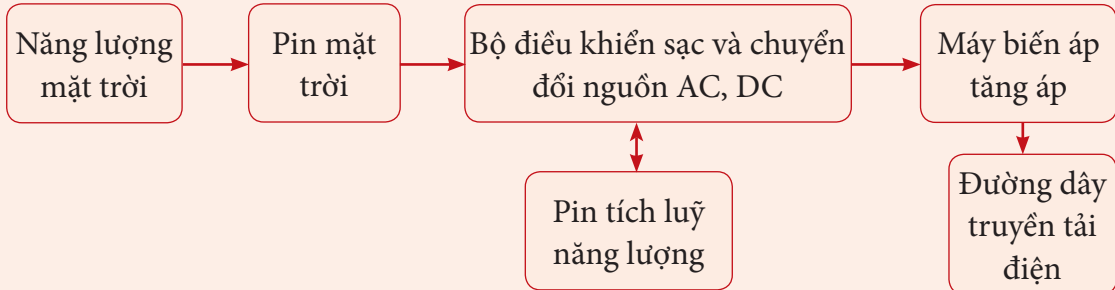 Năng lượng
mặt trời
Pin mặt
trời
Bộ điều khiển sạc và chuyển
đổi nguồn AC, DC
Máy biến áp
tăng áp
Pin tích luỹ
năng lượng
Đường dây
truyền tải
điện